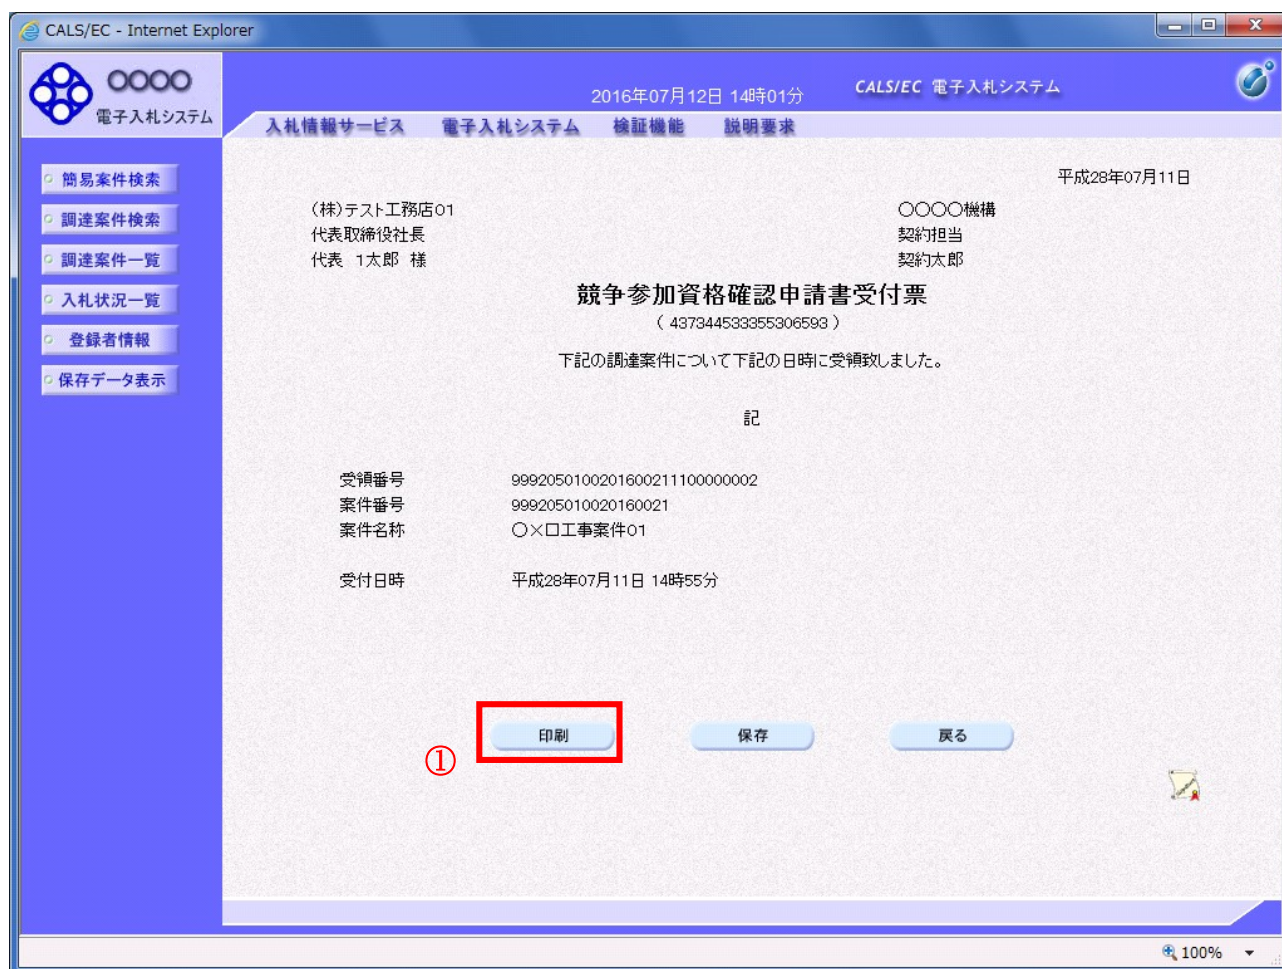 CALS/EC - Internet Explorer
○○○○
電子入札システム
2016年07月12日 14時01分
CALS/EC 電子入札システム
入札情報サービス 電子入札システム 検証機能 説明要求
簡易案件検索
調達案件検索
調達案件一覧
入札状況一覧
登録者情報
保存データ表示
平成28年07月11日
(株)テスト工務店01
代表取締役社長
代表 1太郎 様
○○○○機構
契約担当
契約太郎
競争参加資格確認申請書受付票
( 437344533355306593 )
下記の調達案件について下記の日時に受領致しました。
記
受領番号 9992050100201600211100000002
案件番号 999205010020160021
案件名称 ○×口工事案件01
受付日時 平成28年07月11日 14時55分
①
印刷 保存 戻る
100%